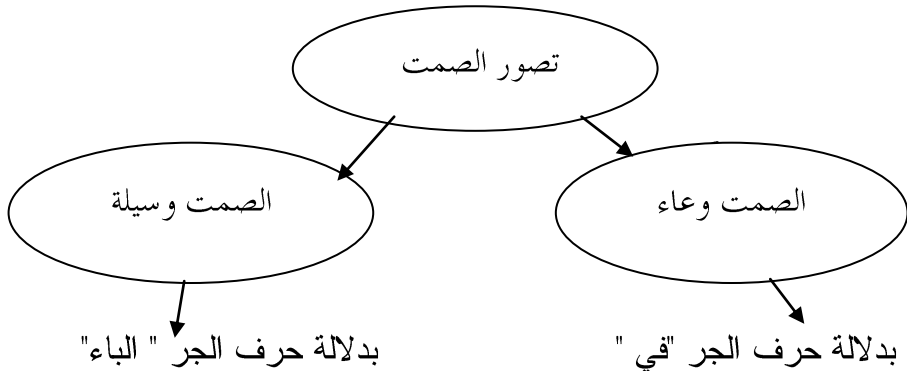 تصور الصمت
الصمت وعاء
الصمت وسيلة
بدلالة حرف الجر "في "
بدلالة حرف الجر " الباء"